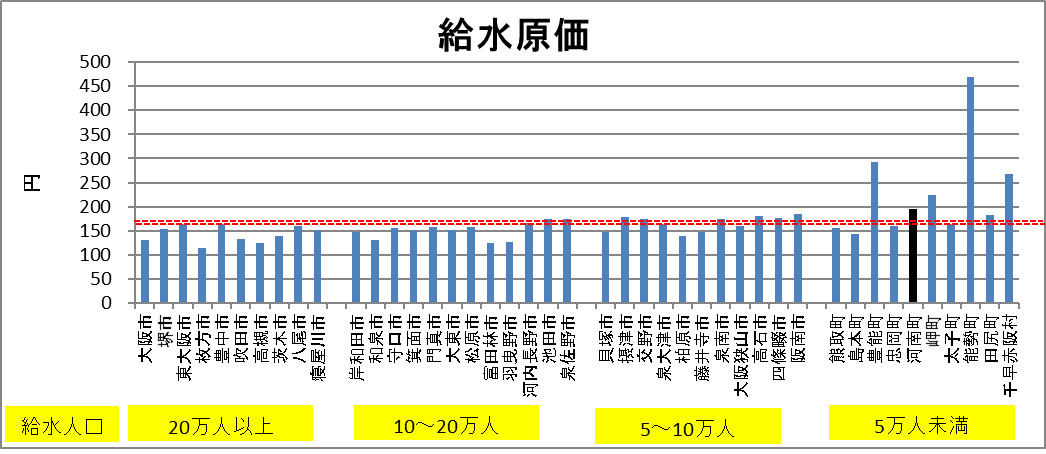 給水原価
500
450
400
350
300
250
200
150
100
50
0
円
大阪市
堺市
東大阪市
枚方市
豊中市
吹田市
高槻市
茨木市
八尾市
寝屋川市
岸和田市
和泉市
守口市
箕面市
門真市
大東市
松原市
富田林市
羽曳野市
河内長野市
池田市
泉佐野市
貝塚市
摂津市
交野市
泉大津市
柏原市
藤井寺市
泉南市
大阪狭山市
高石市
四條畷市
阪南市
熊取町
島本町
豊能町
忠岡町
河南町
岬町
太子町
能勢町
田尻町
千早赤阪村
給水人口
20万人以上
10～20万人
5～10万人
5万人未満